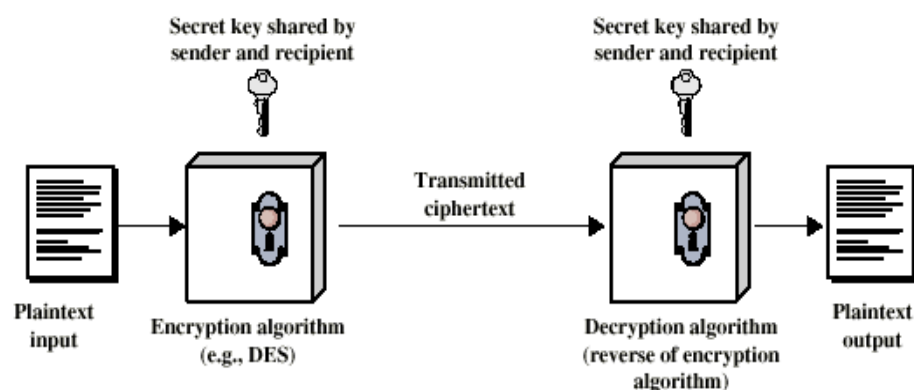 Secret key shared by
sender and recipient
Secret key shared by
sender and recipient
Transmitted
ciphertext
Plaintext
input
Encryption algorithm
(e.g., DES)
Decryption algorithm
(reverse of encryption
algorithm)
Plaintext
output